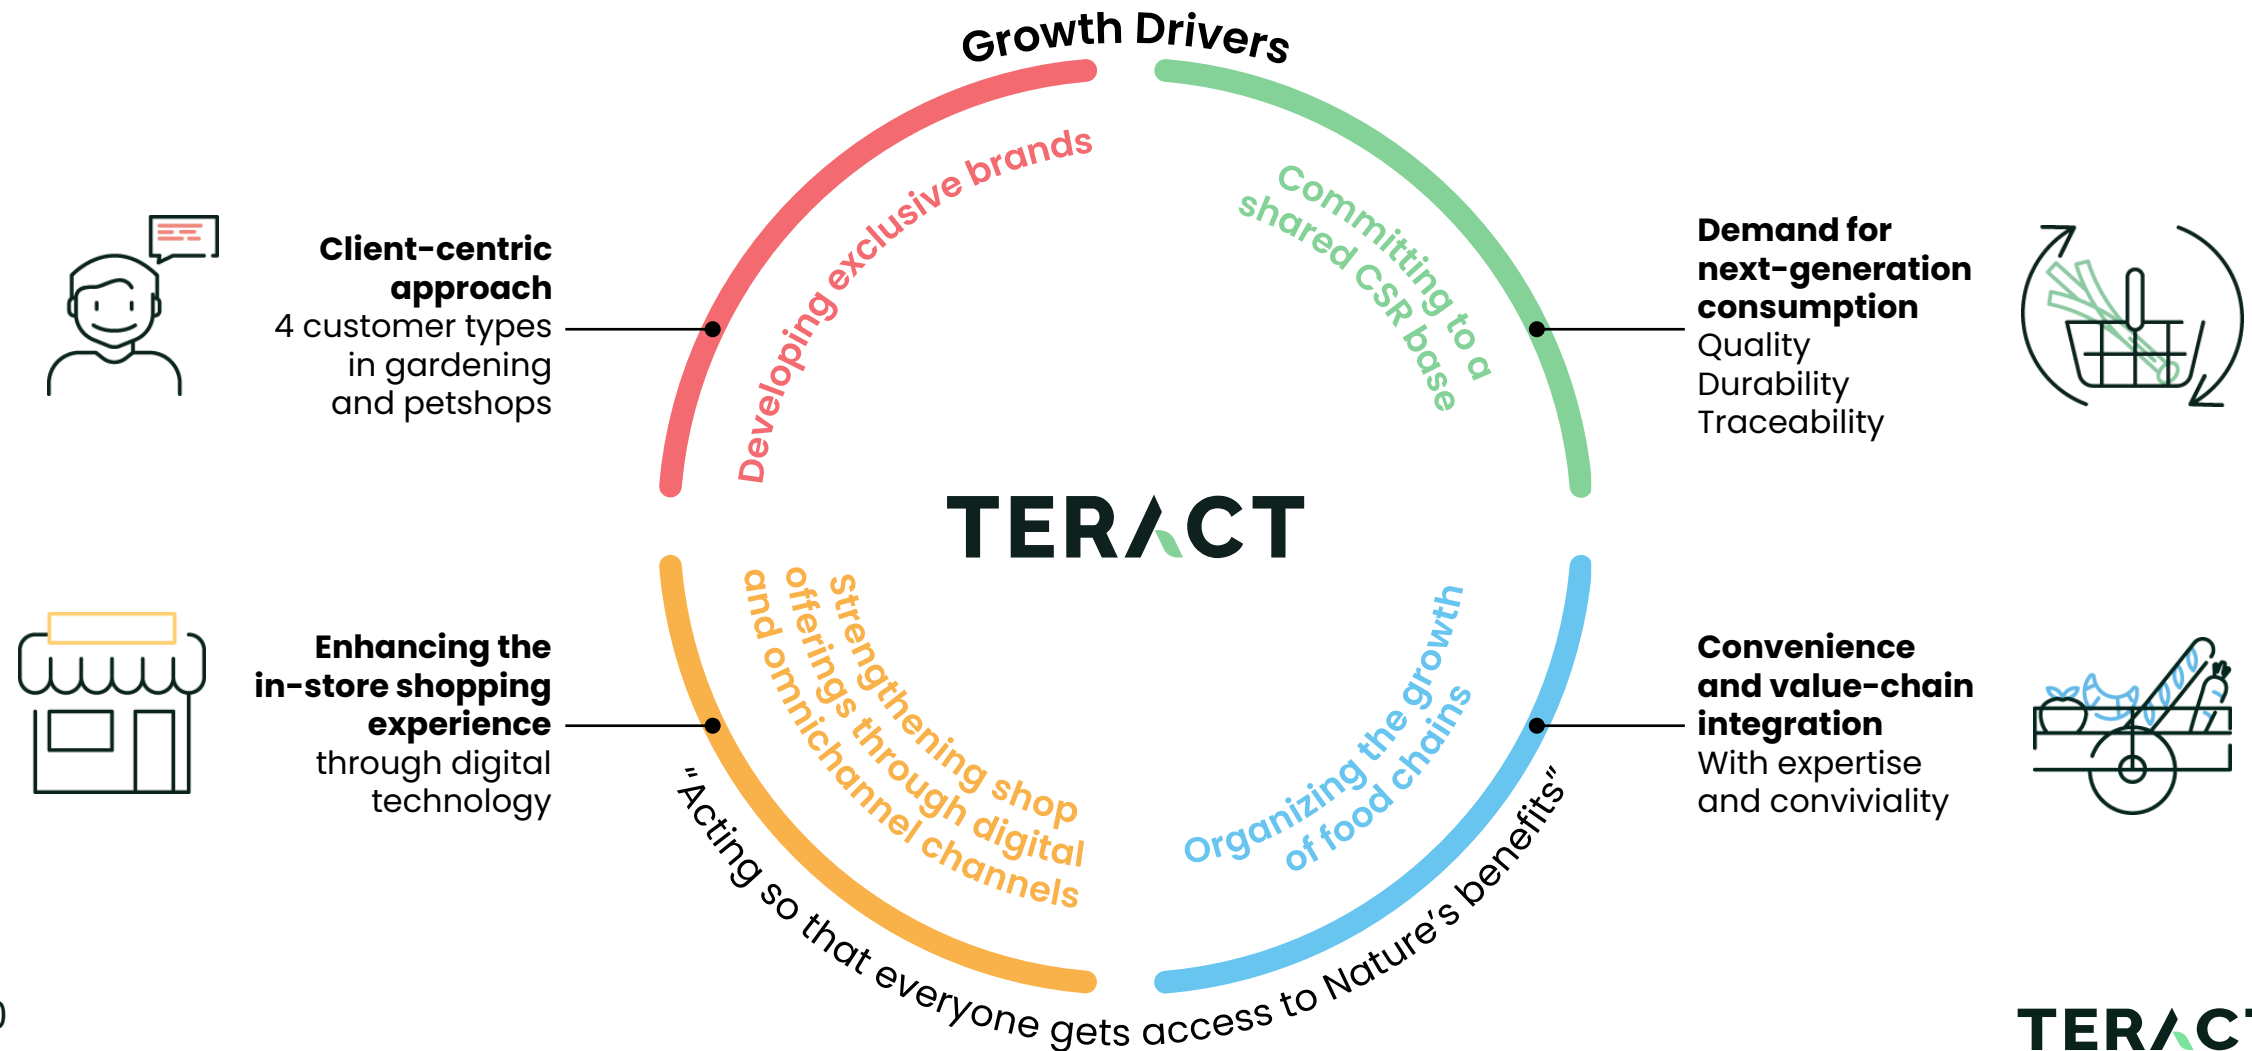 Growth Drivers
Developing exclusive brands
Committing to a
shared CSR base
Client-centric
approach
4 customer types
in gardening
and petshops
Demand for
next-generation
consumption
Quality
Durability
Traceability
TERACT
Enhancing the
in-store shopping
experience
through digital
technology
Strengthening shop
offerings through digital
and omnichannel channels
Organizing the growth
of food chains
Convenience
and value-chain
integration
With expertise
and conviviality
“Acting so that everyone gets access to Nature’s benefits”
TERACT